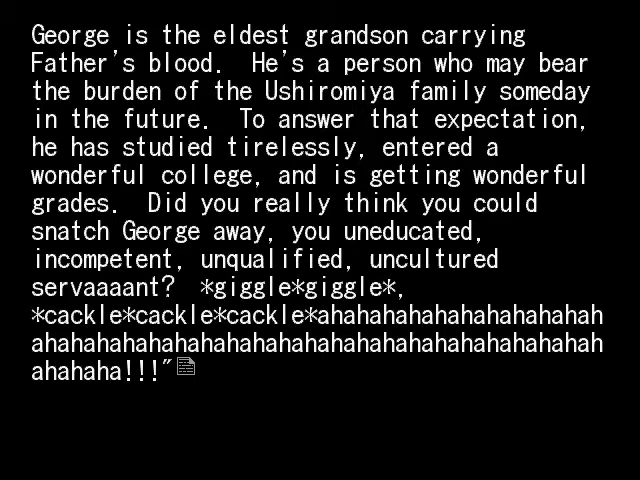 George is the eldest grandson carrying
Father's blood.  He's a person who may bear
the burden of the Ushiromiya family someday
in the future.  To answer that expectation,
he has studied tirelessly, entered a
wonderful college, and is getting wonderful
grades.  Did you really think you could
snatch George away, you uneducated,
incompetent, unqualified, uncultured
servaaaant?  *giggle*giggle*,
*cackle*cackle*cackle*ahahahahahahahahahahah
ahahahahahahahahahahahahahahahahahahahahahah
ahahaha!!!"